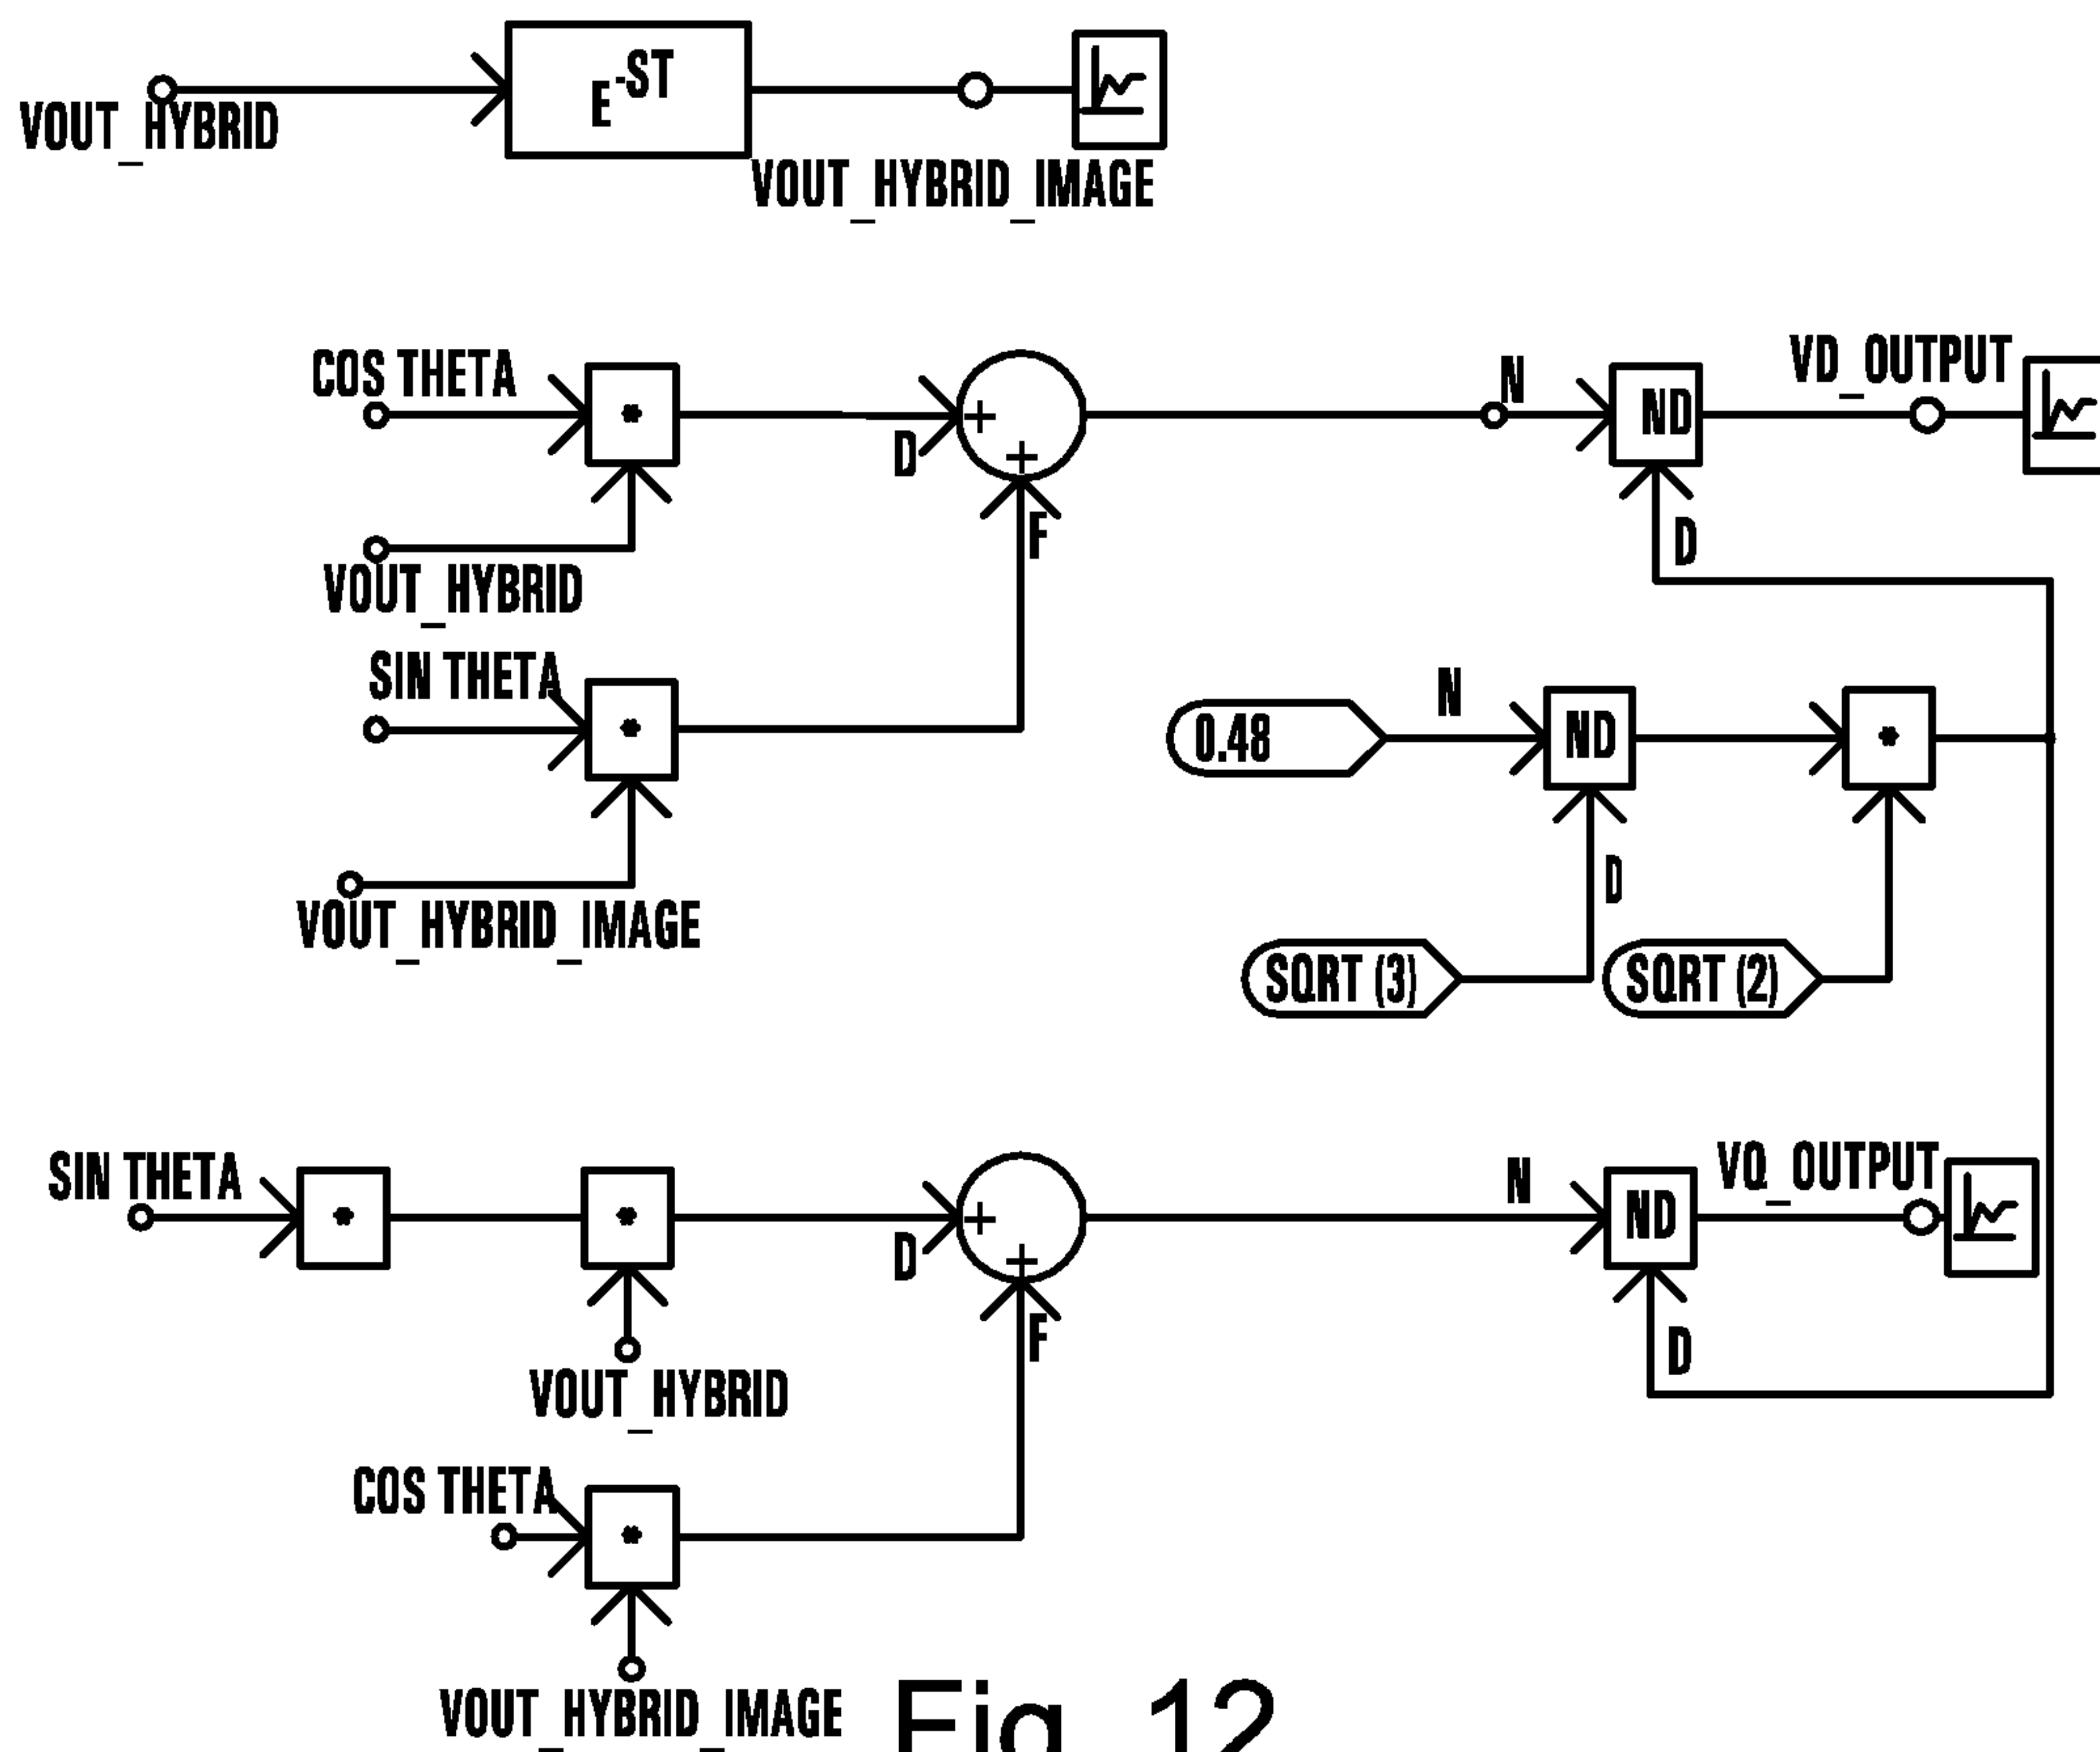 E^-ST
VOUT_HYBRID
VOUT_HYBRID_IMAGE
COS THETA
*
D
+
+
F
N
ND
D
VD_OUTPUT
VOUT_HYBRID
SIN THETA
*
VOUT_HYBRID_IMAGE
0.48
N
ND
*
D
SQRT (3)
SQRT (2)
SIN THETA
*
*
D
+
+
F
N
ND
D
VQ_OUTPUT
VOUT_HYBRID
COS THETA
*
VOUT_HYBRID_IMAGE
Fig. 12